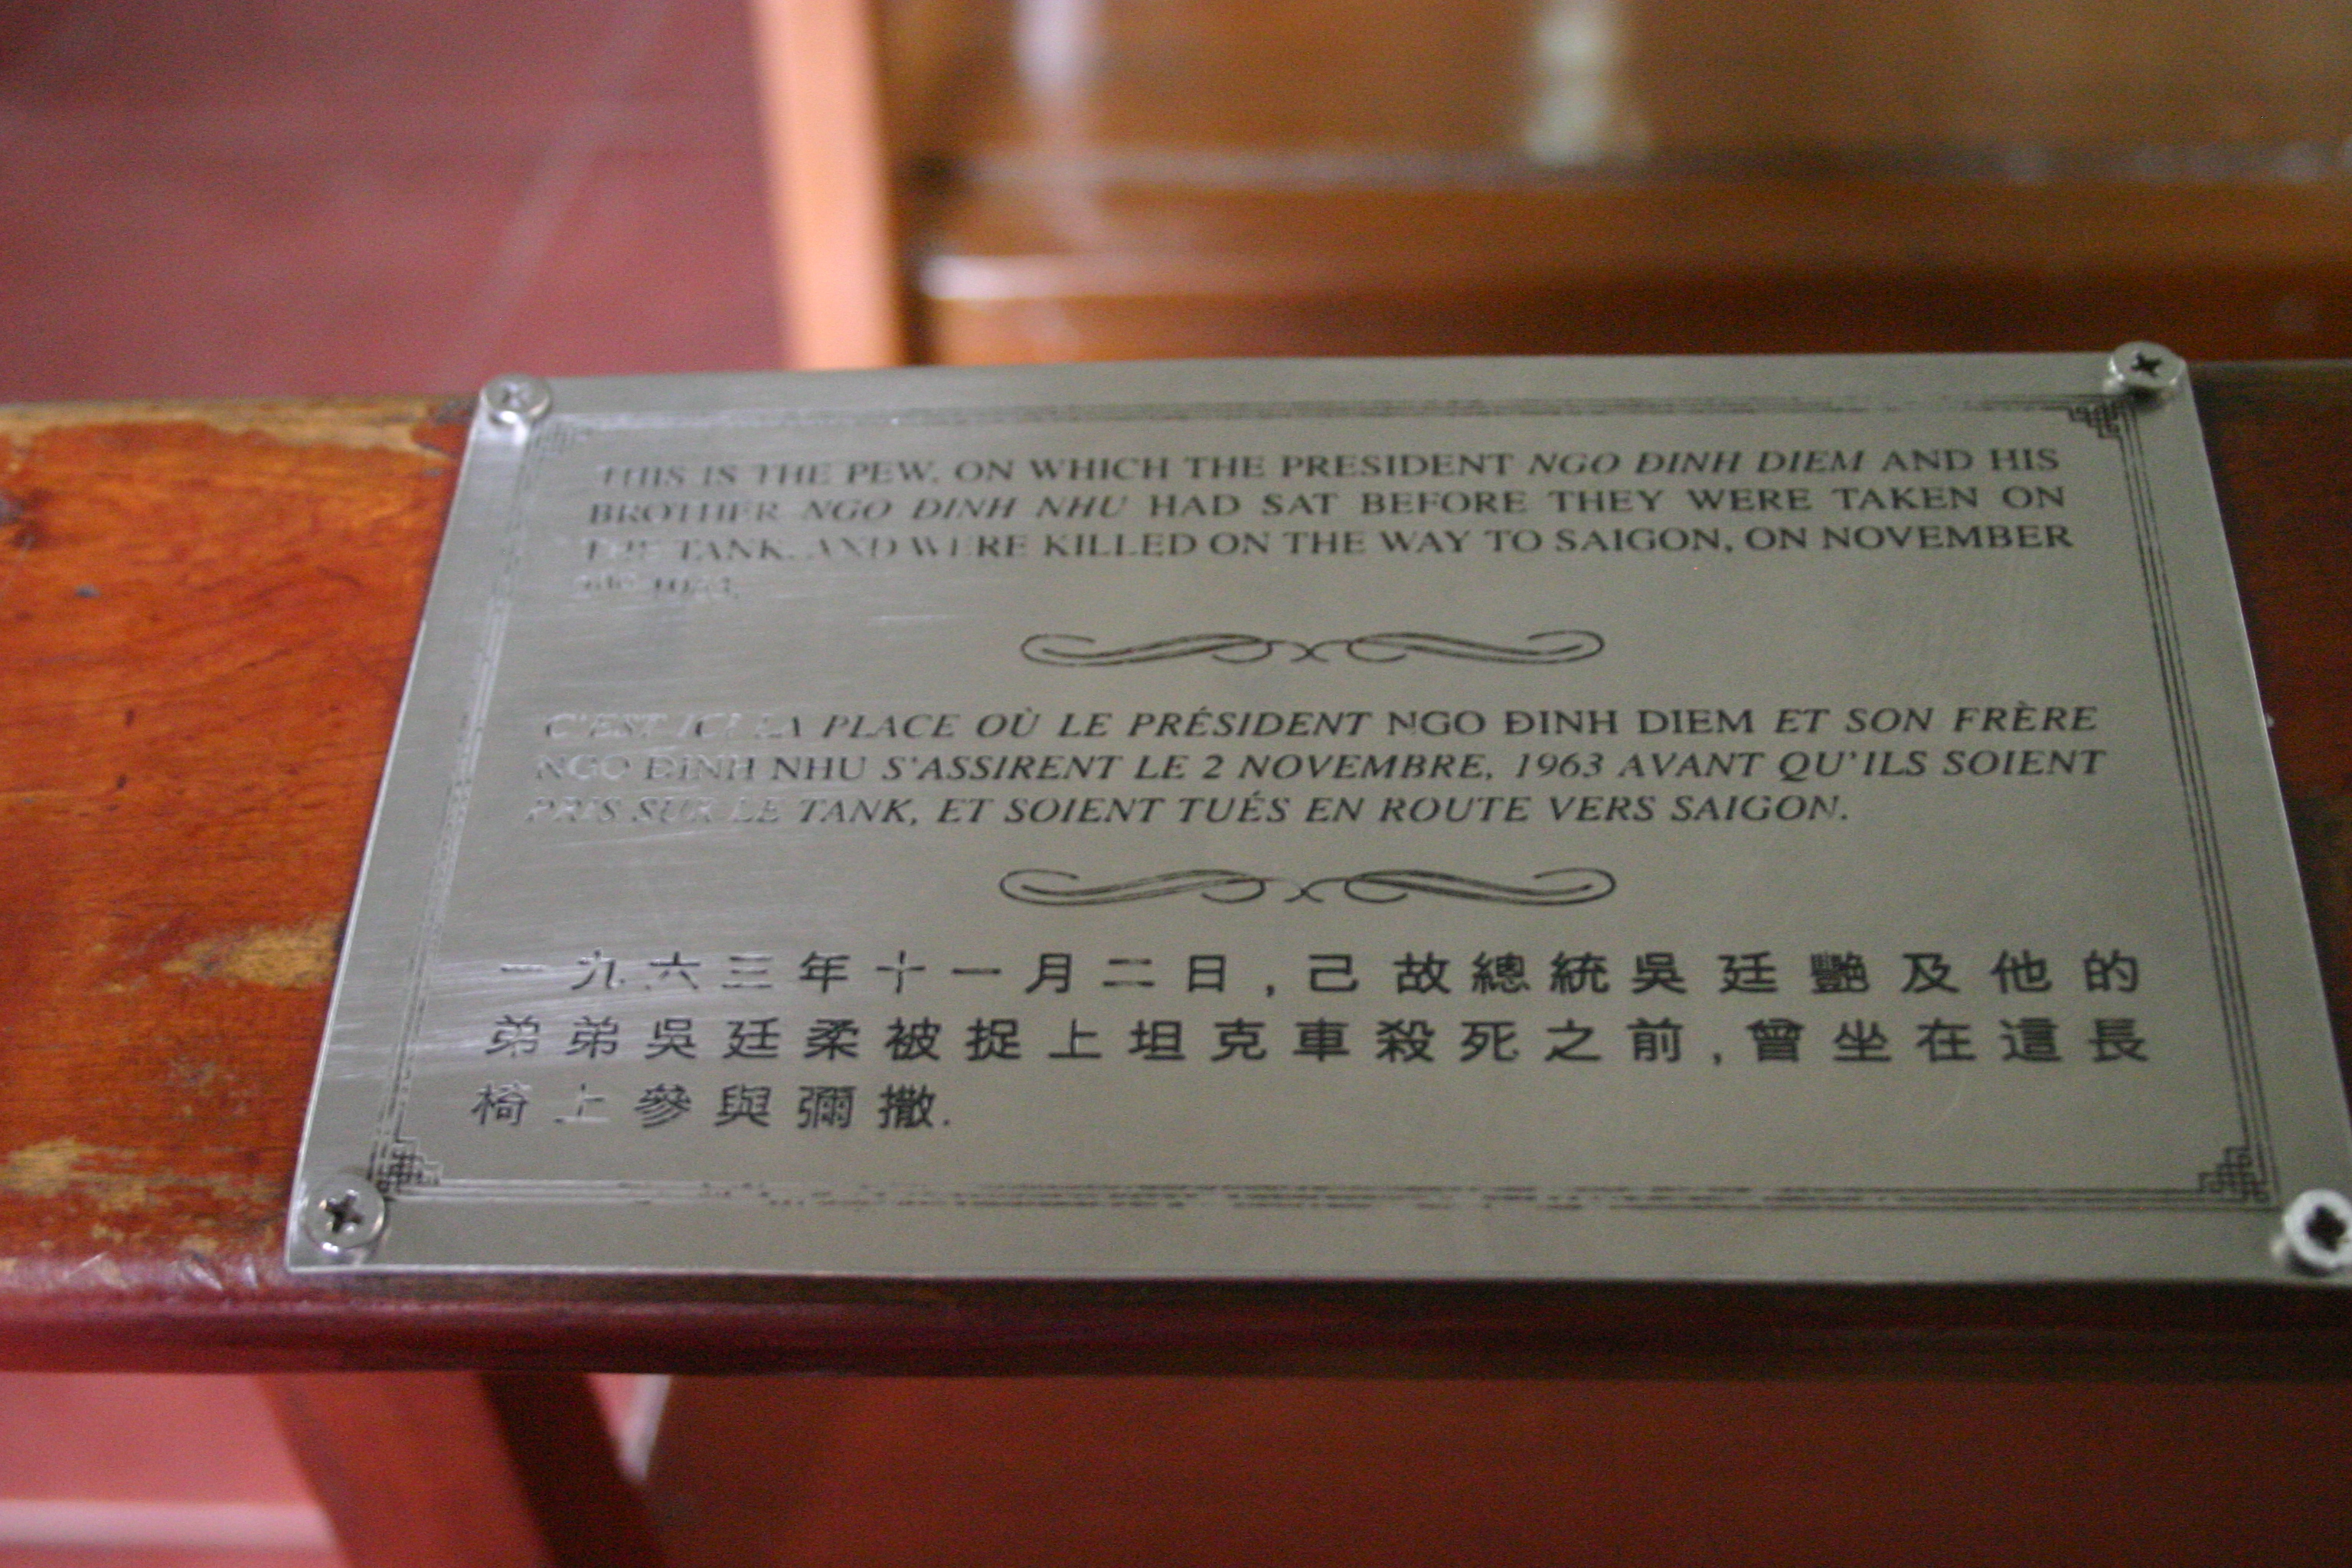 THIS IS THE PEW, ON WHICH THE PRESIDENT NGO ĐINH DIEM AND HIS
BROTHER NGO ĐINH NHU HAD SAT BEFORE THEY WERE TAKEN ON
THE TANK, AND WERE KILLED ON THE WAY TO SAIGON, ON NOVEMBER
C'EST ICI LA PLACE OÙ LE PRÉSIDENT NGO ĐINH DIEM ET SON FRÈRE
NGO ĐINH NHU S'ASSIRENT LE 2 NOVEMBRE, 1963 AVANT QU'ILS SOIENT
PRIS SUR LE TANK, ET SOIENT TUÉS EN ROUTE VERS SAIGON.
一九六三年十一月二日,己故總統吳廷艷及他的
弟弟吳廷柔被捉上坦克車殺死之前,曾坐在這長
椅上參與彌撒.